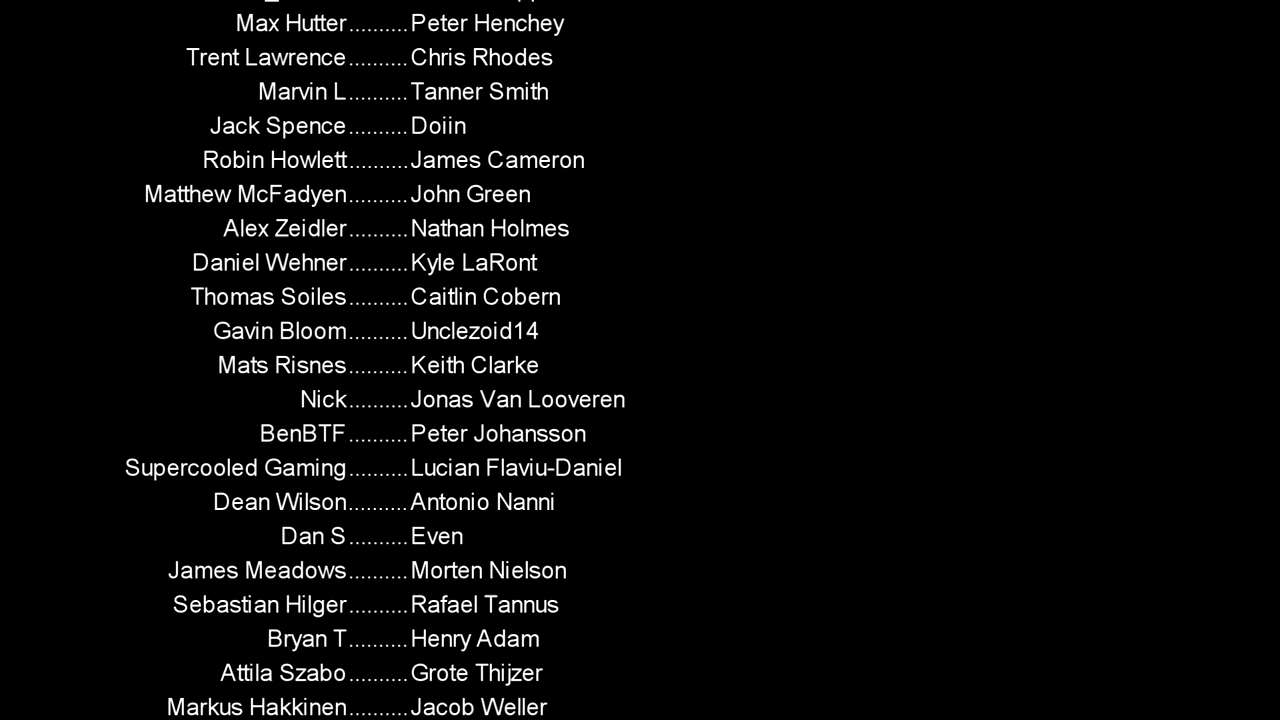 Max Hutter..........Peter Henchey
Trent Lawrence..........Chris Rhodes
Marvin L..........Tanner Smith
Jack Spence..........Doiin
Robin Howlett..........James Cameron
Matthew McFadyen..........John Green
Alex Zeidler..........Nathan Holmes
Daniel Wehner..........Kyle LaRont
Thomas Soiles..........Caitlin Cobern
Gavin Bloom..........Unclezoid14
Mats Risnes..........Keith Clarke
Nick..........Jonas Van Looveren
BenBTF..........Peter Johansson
Supercooled Gaming..........Lucian Flaviu-Daniel
Dean Wilson..........Antonio Nanni
Dan S..........Even
James Meadows..........Morten Nielson
Sebastian Hilger..........Rafael Tannus
Bryan T..........Henry Adam
Attila Szabo..........Grote Thijzer
Markus Hakkinen..........Jacob Weller